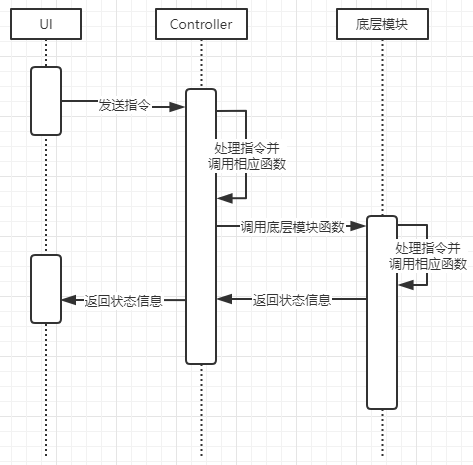 UI
Controller
底层模块
发送指令
处理指令并
调用相应函数
调用底层模块函数
处理指令并
调用相应函数
返回状态信息
返回状态信息